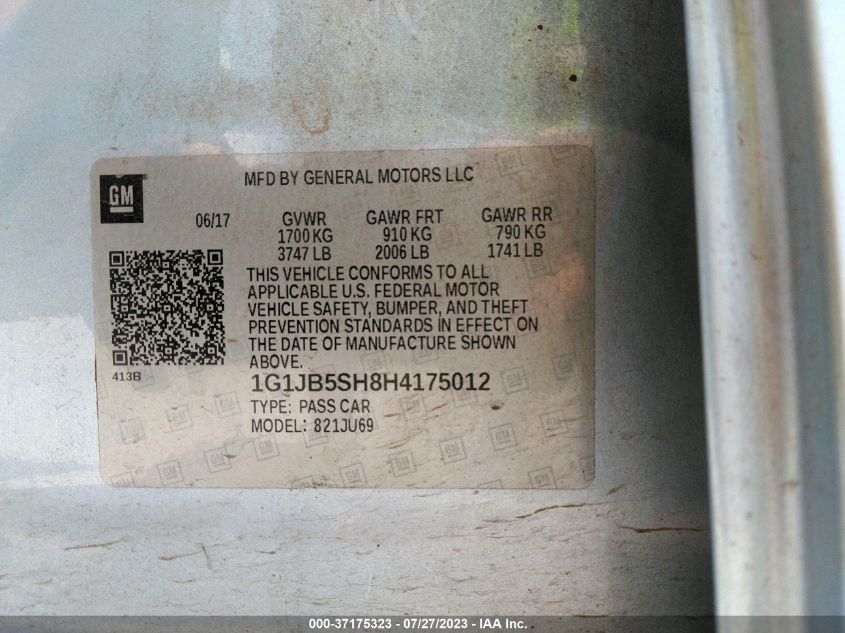 GM
MFD BY GENERAL MOTORS LLC
06/17 GVWR GAWR FRT GAWR RR
1700 KG 910 KG 790 KG
3747 LB 2006 LB 1741 LB
THIS VEHICLE CONFORMS TO ALL
APPLICABLE U.S. FEDERAL MOTOR
VEHICLE SAFETY, BUMPER, AND THEFT
PREVENTION STANDARDS IN EFFECT ON
THE DATE OF MANUFACTURE SHOWN
ABOVE.
413B
1G1JB5SH8H4175012
TYPE: PASS CAR
MODEL: 821JU69
000-37175323 - 07/27/2023 - IAA Inc.